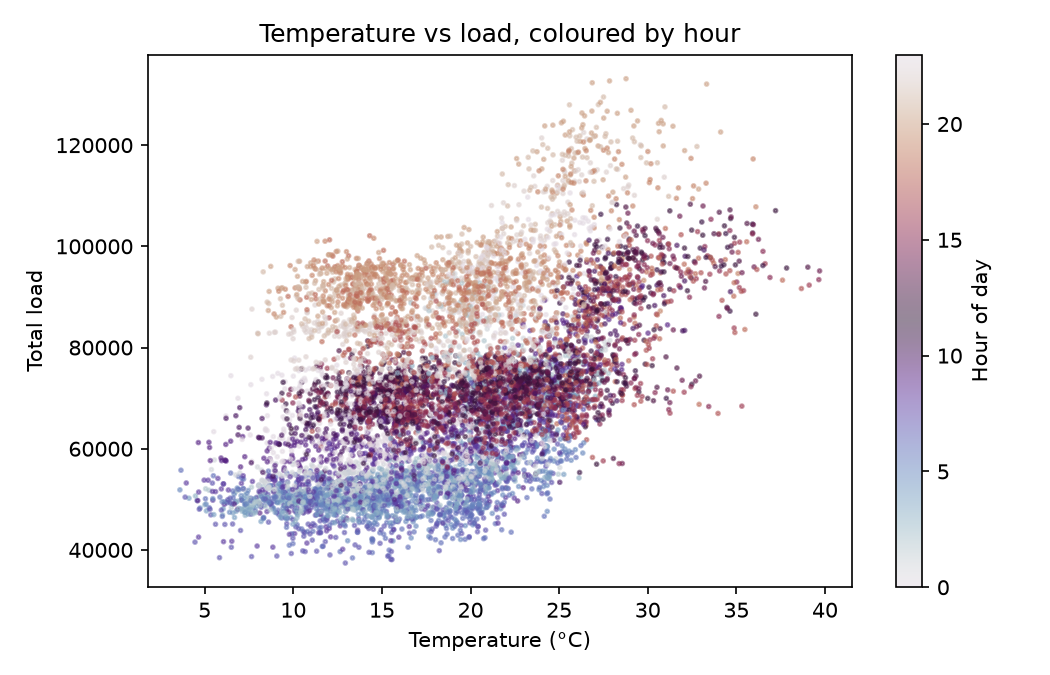 Temperature vs load, coloured by hour
120000
100000
80000
60000
40000
Total load
5 10 15 20 25 30 35 40
Temperature (°C)
20
15
10
5
0
Hour of day